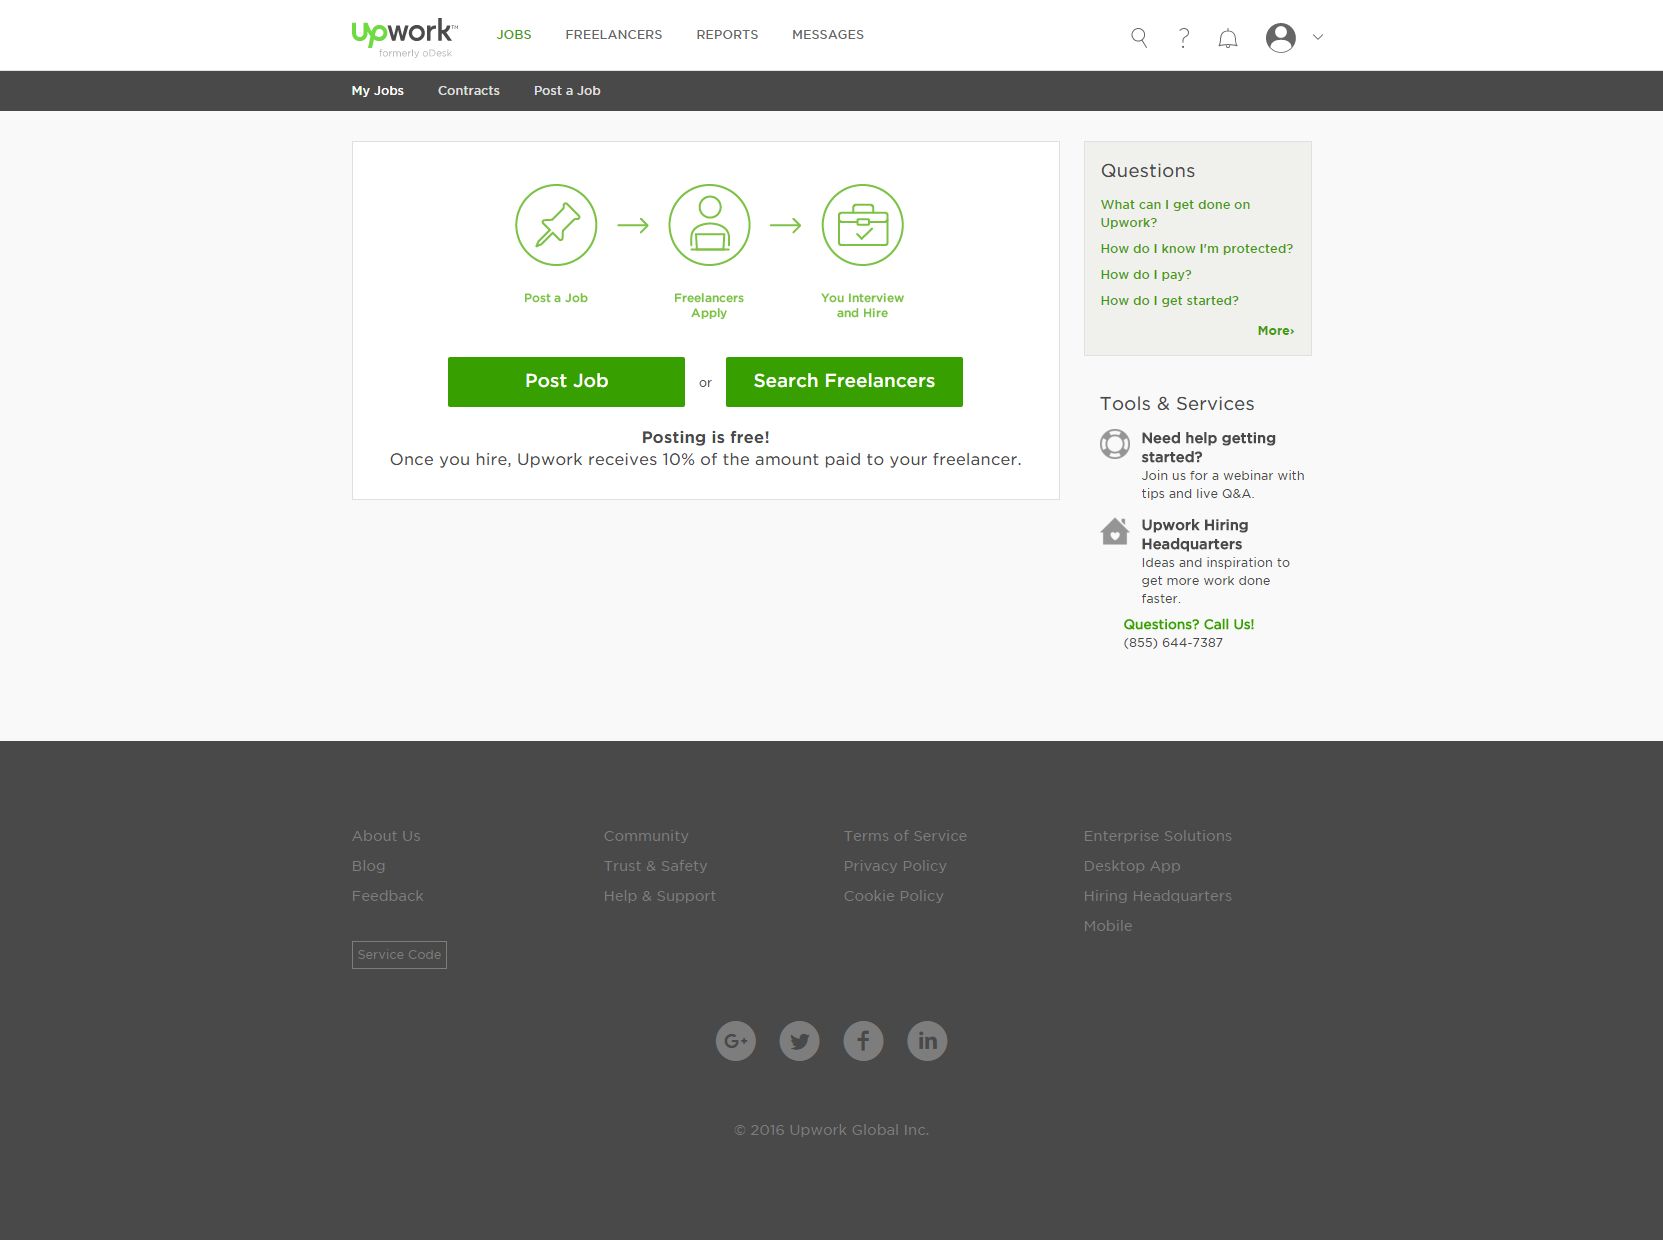 Upwork™
formerly oDesk
JOBS
FREELANCERS
REPORTS
MESSAGES
My Jobs
Contracts
Post a Job
Post a Job
Freelancers
Apply
You Interview
and Hire
Post Job
or
Search Freelancers
Posting is free!
Once you hire, Upwork receives 10% of the amount paid to your freelancer.
Questions
What can I get done on
Upwork?
How do I know I'm protected?
How do I pay?
How do I get started?
More›
Tools & Services
Need help getting
started?
Join us for a webinar with
tips and live Q&A.
Upwork Hiring
Headquarters
Ideas and inspiration to
get more work done
faster.
Questions? Call Us!
(855) 644-7387
About Us
Blog
Feedback
Community
Trust & Safety
Help & Support
Terms of Service
Privacy Policy
Cookie Policy
Enterprise Solutions
Desktop App
Hiring Headquarters
Mobile
Service Code
G+
f
in
© 2016 Upwork Global Inc.